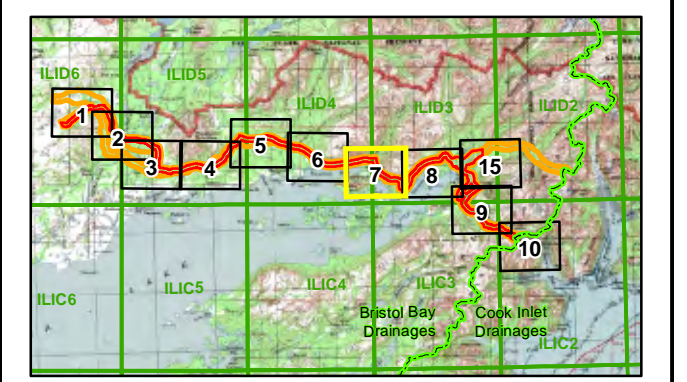 ILID6
ILID5
ILID4
ILID3
ILID2
1
2
3
4
5
6
7
8
15
9
10
ILIC6
ILIC5
ILIC4
ILIC3
ILIC2
Bristol Bay
Drainages
Cook Inlet
Drainages